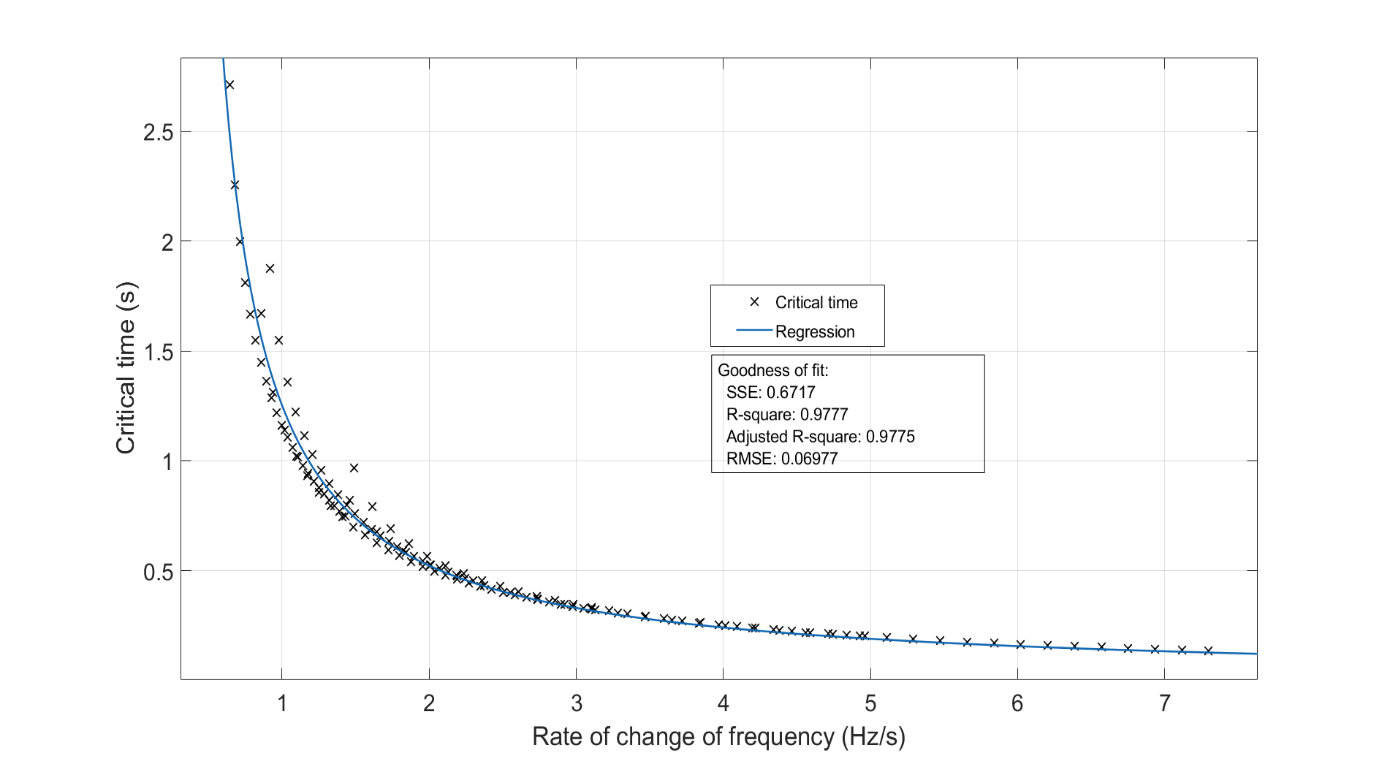 2.5
2
1.5
1
0.5
Critical time (s)
Critical time
Regression
Goodness of fit:
SSE: 0.6717
R-square: 0.9777
Adjusted R-square: 0.9775
RMSE: 0.06977
1 2 3 4 5 6 7
Rate of change of frequency (Hz/s)